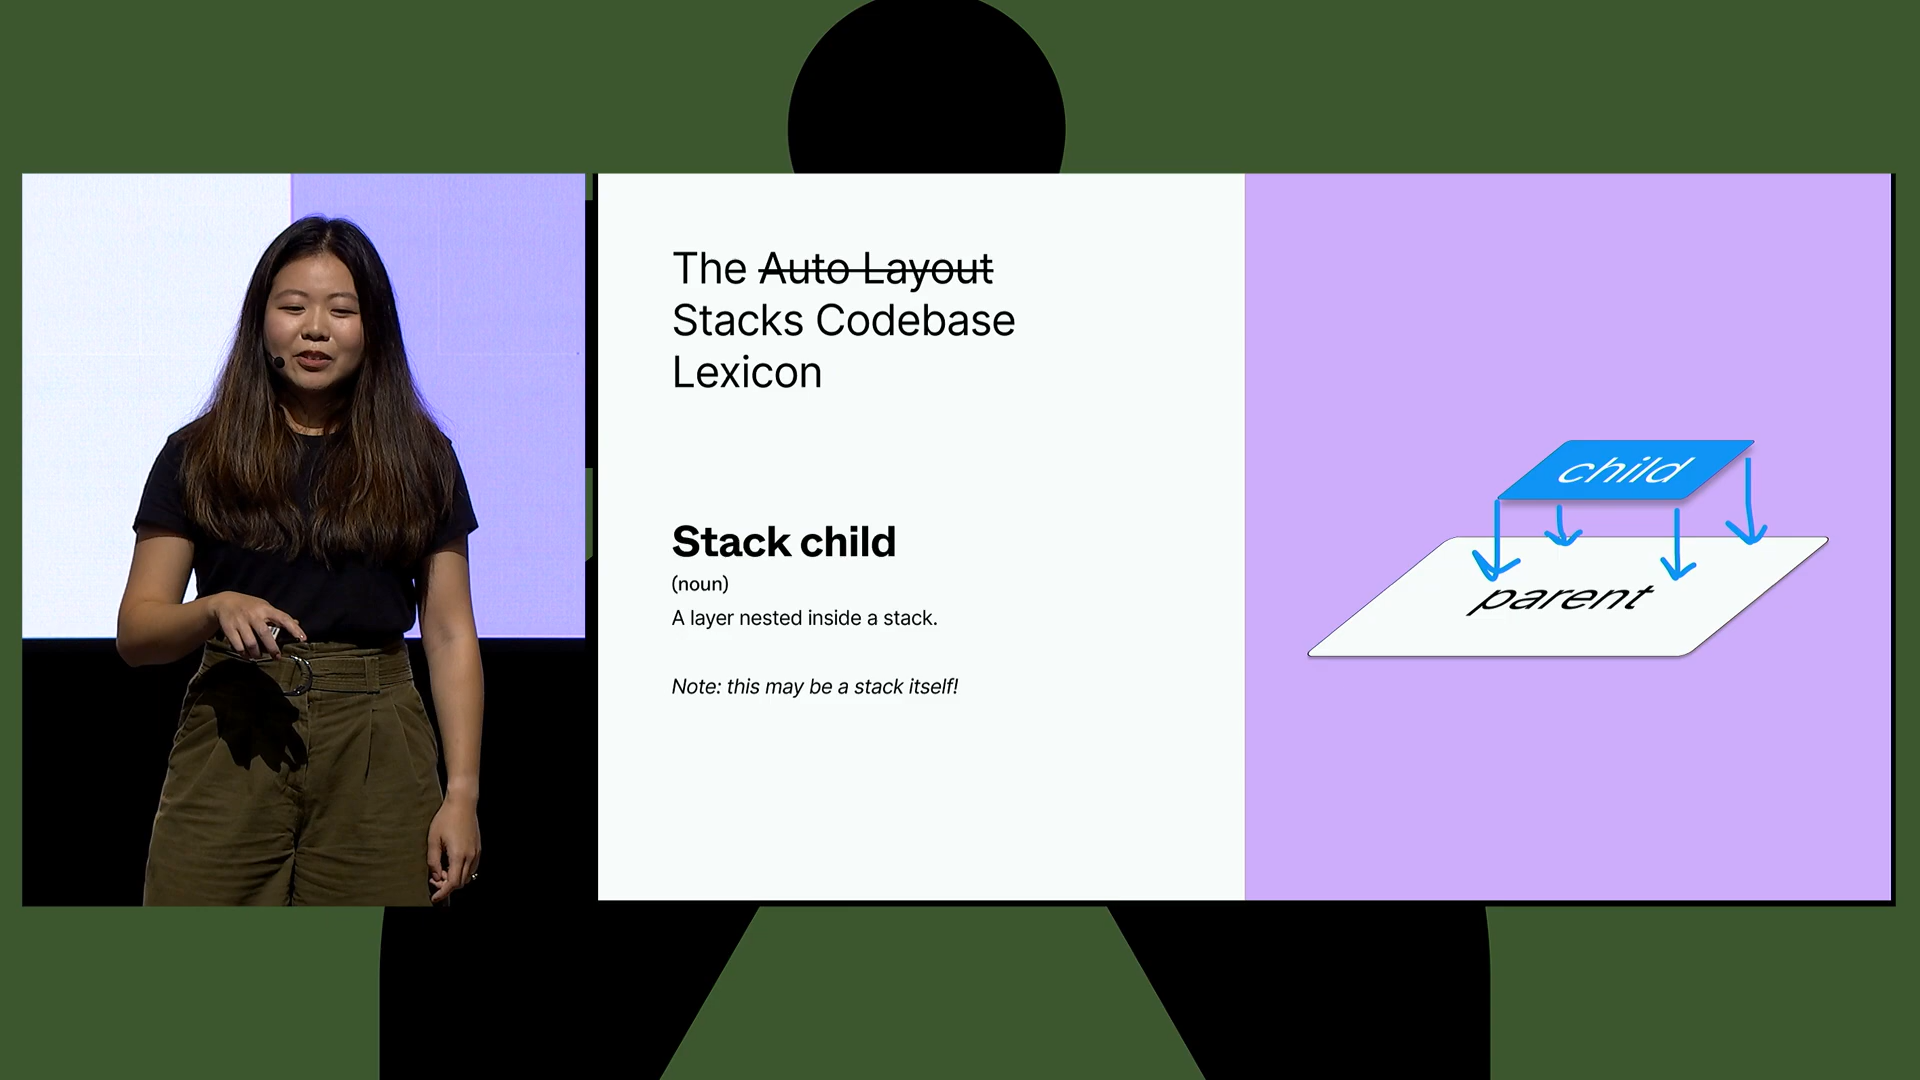 The Auto Layout
Stacks Codebase
Lexicon
Stack child
(noun)
A layer nested inside a stack.
Note: this may be a stack itself!
child
parent